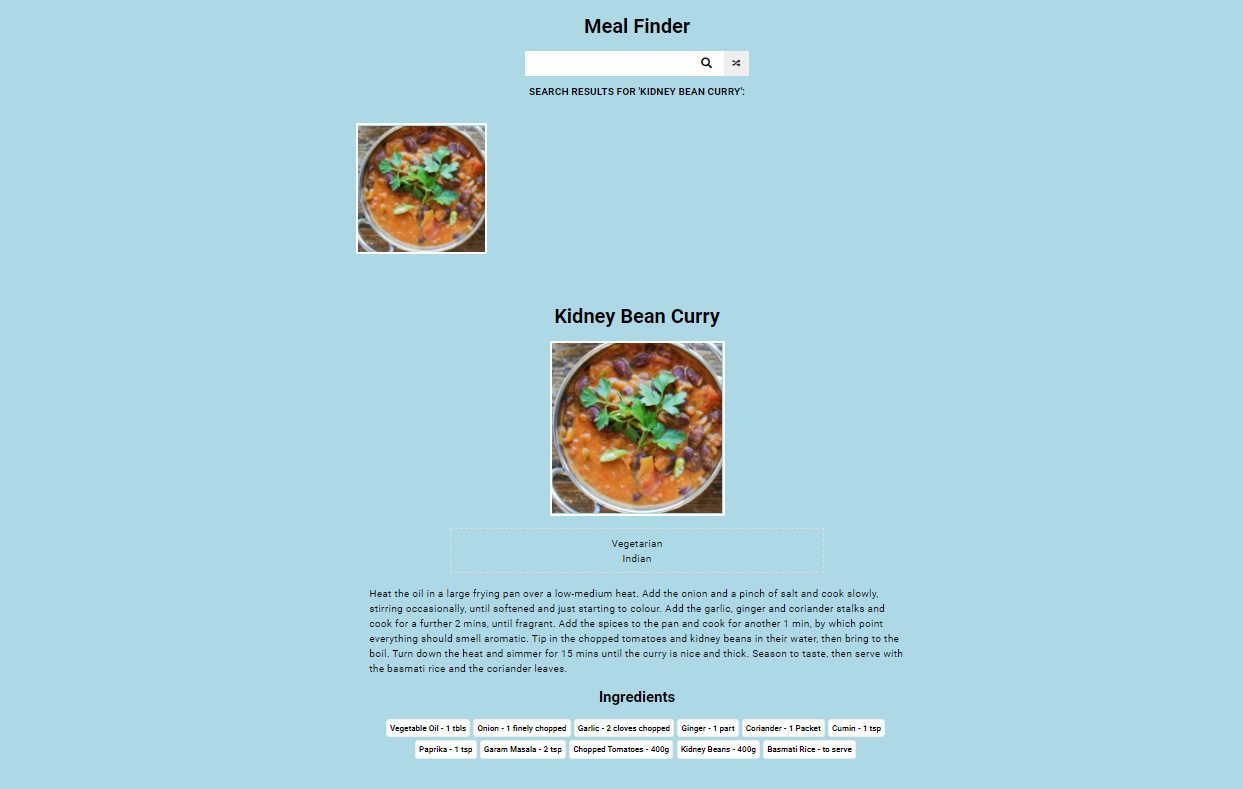 Meal Finder
SEARCH RESULTS FOR 'KIDNEY BEAN CURRY':
Kidney Bean Curry
Vegetarian
Indian
Heat the oil in a large frying pan over a low-medium heat. Add the onion and a pinch of salt and cook slowly,
stirring occasionally, until softened and just starting to colour. Add the garlic, ginger and coriander stalks and
cook for a further 2 mins, until fragrant. Add the spices to the pan and cook for another 1 min, by which point
everything should smell aromatic. Tip in the chopped tomatoes and kidney beans in their water, then bring to the
boil. Turn down the heat and simmer for 15 mins until the curry is nice and thick. Season to taste, then serve with
the basmati rice and the coriander leaves.
Ingredients
Vegetable Oil - 1 tbls Onion - 1 finely chopped Garlic - 2 cloves chopped Ginger - 1 part Coriander - 1 Packet Cumin - 1 tsp
Paprika - 1 tsp Garam Masala - 2 tsp Chopped Tomatoes - 400g Kidney Beans - 400g Basmati Rice - to serve